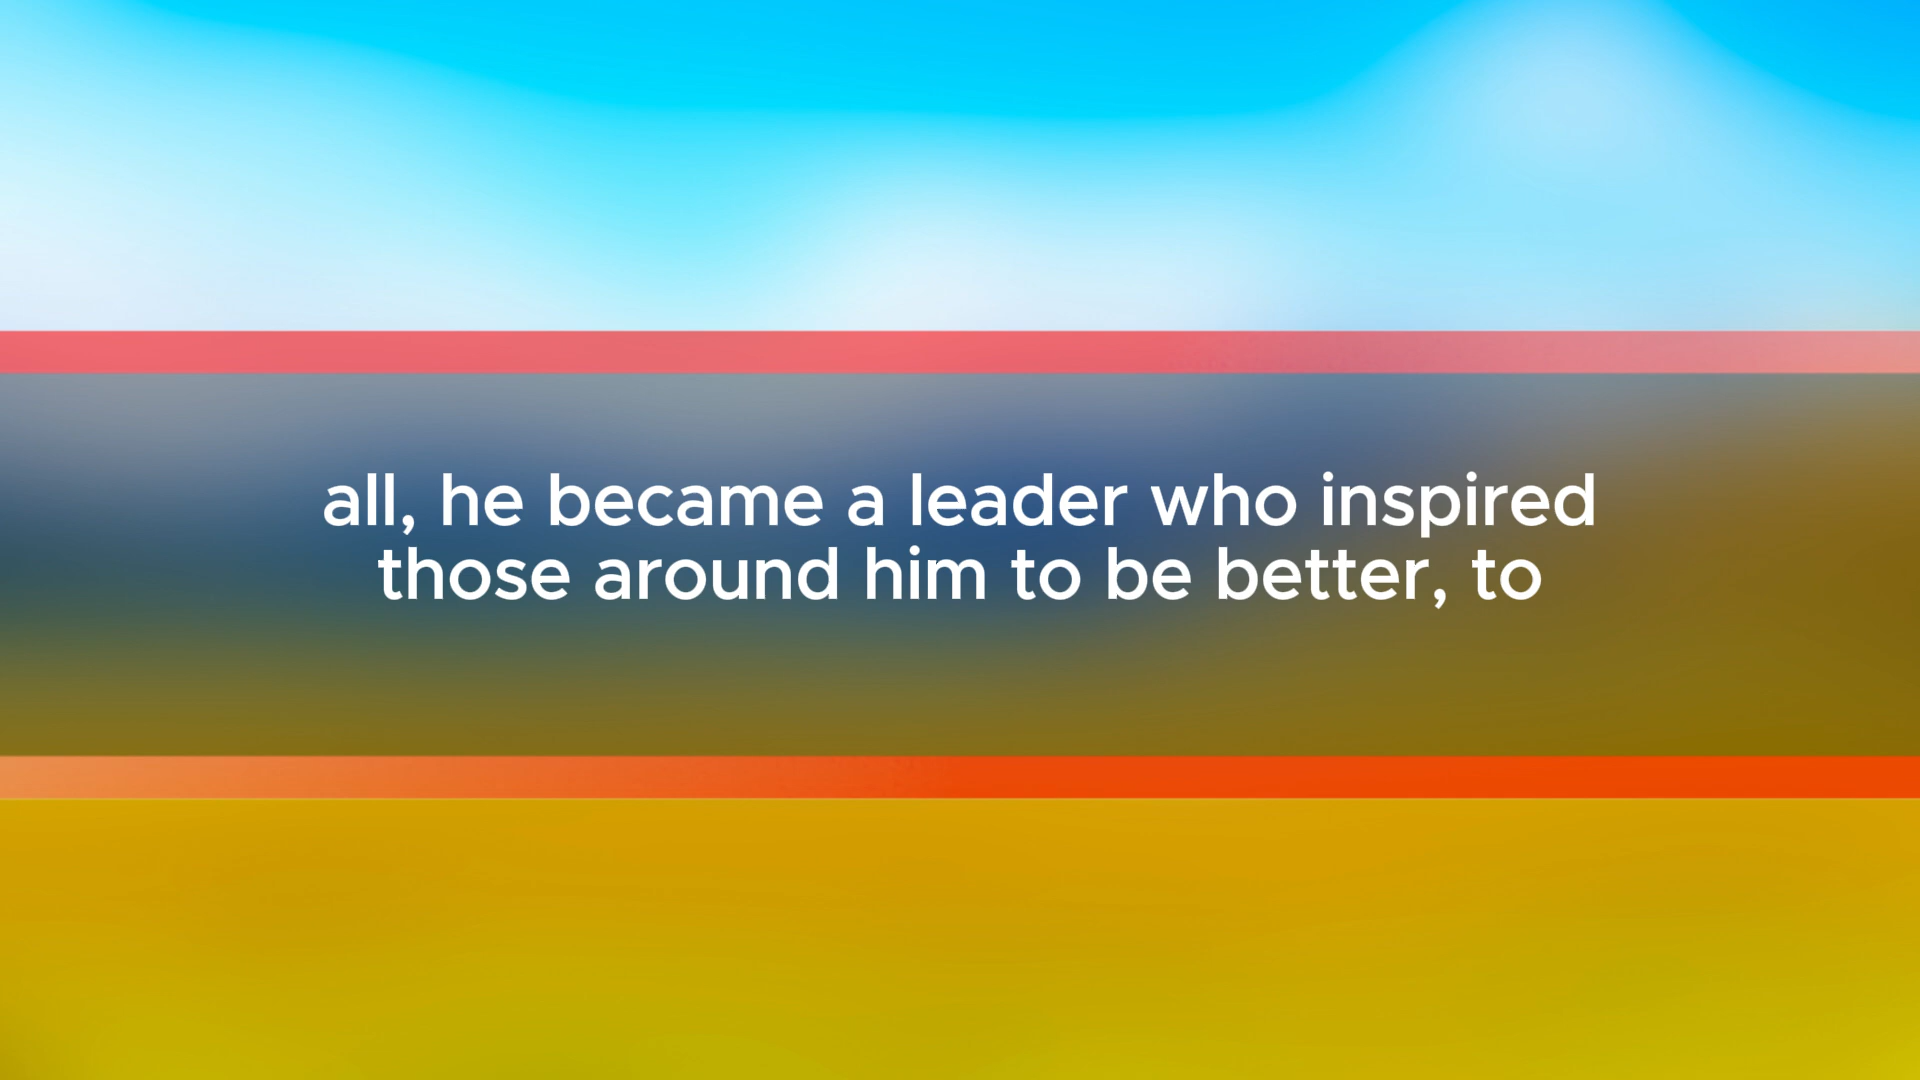 all, he became a leader who inspired
those around him to be better, to